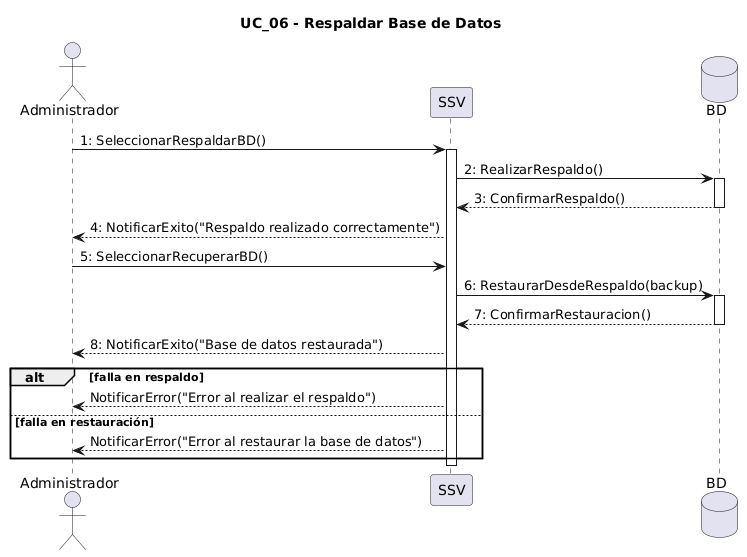 UC_06 - Respaldar Base de Datos
Administrador
SSV
BD
1: SeleccionarRespaldarBD()
2: RealizarRespaldo()
3: ConfirmarRespaldo()
4: NotificarExito("Respaldo realizado correctamente")
5: SeleccionarRecuperarBD()
6: RestaurarDesdeRespaldo(backup)
7: ConfirmarRestauracion()
8: NotificarExito("Base de datos restaurada")
alt [falla en respaldo]
NotificarError("Error al realizar el respaldo")
[falla en restauración]
NotificarError("Error al restaurar la base de datos")
Administrador
SSV
BD